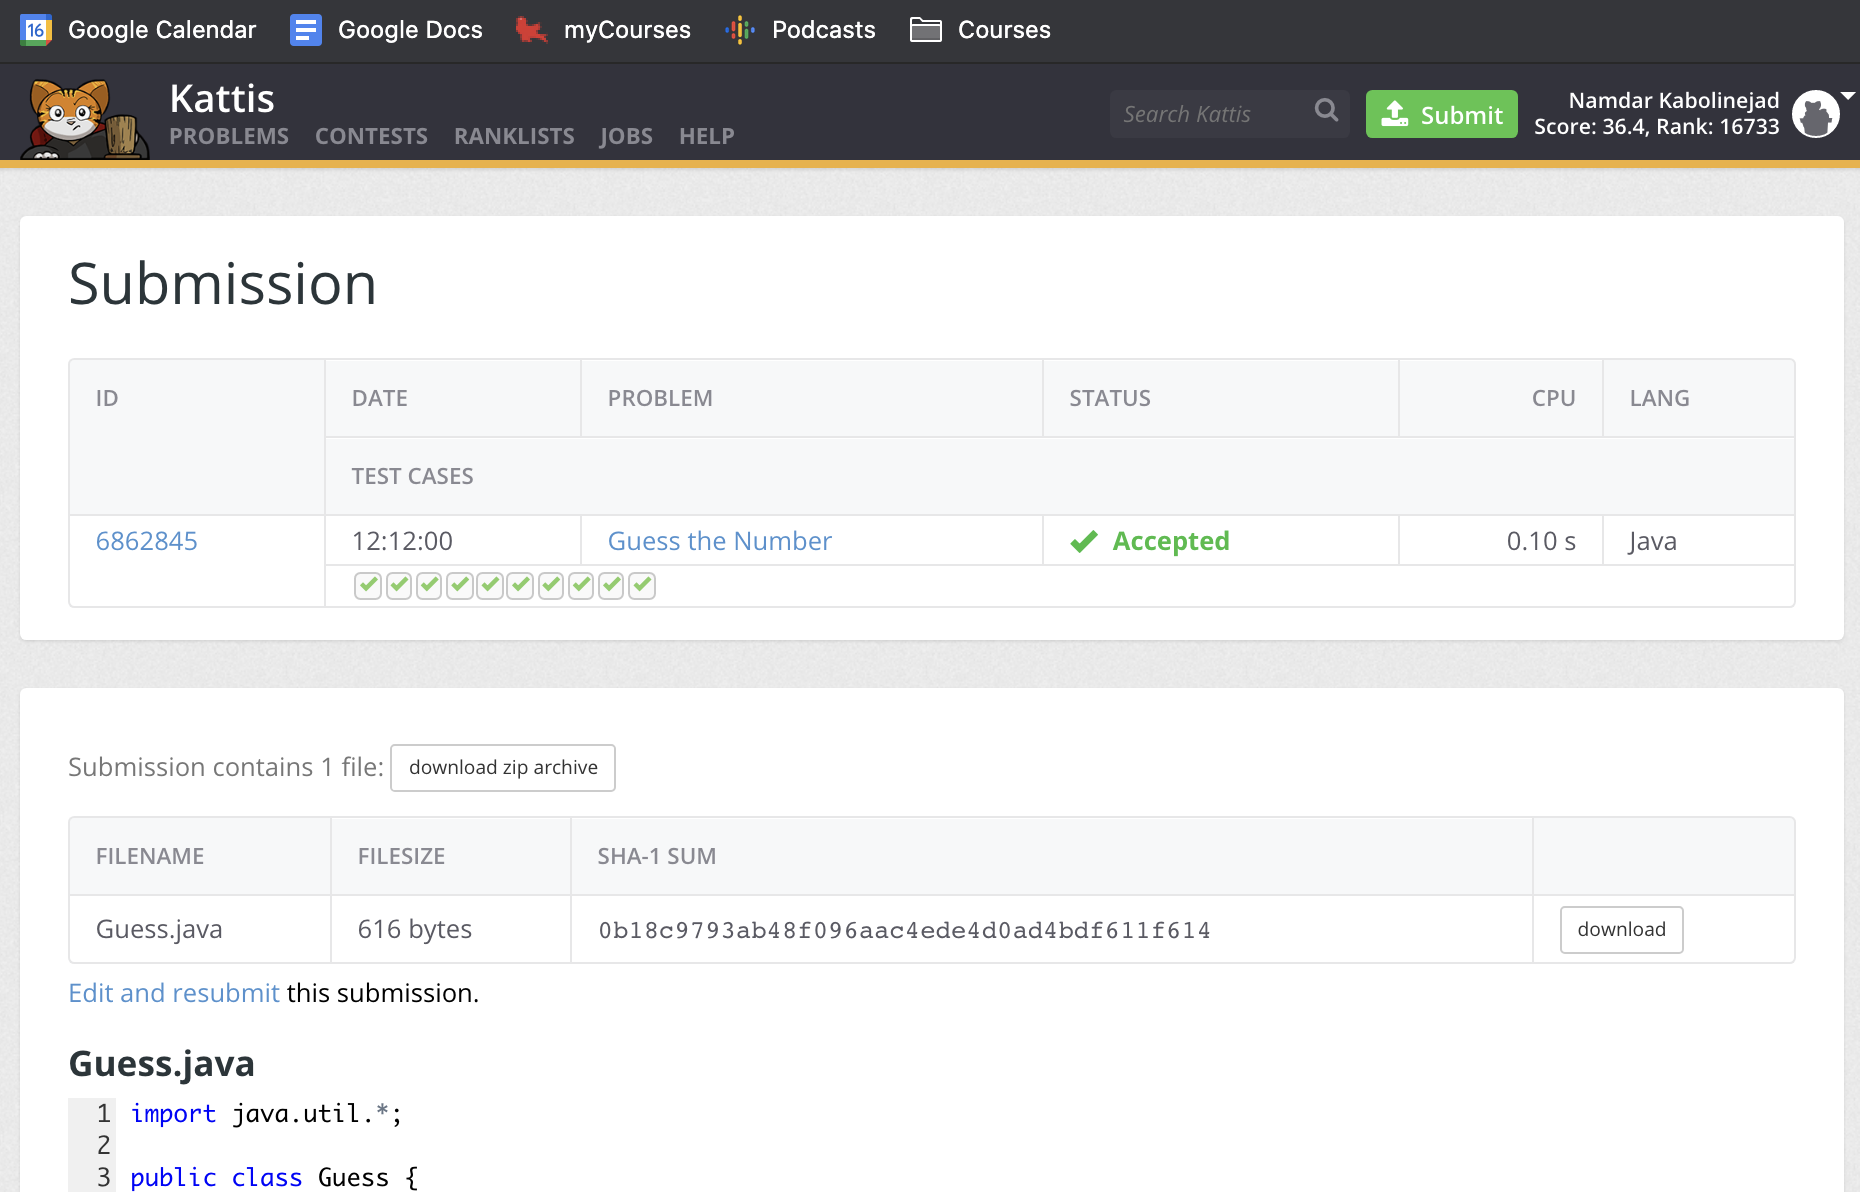 16 Google Calendar Google Docs myCourses Podcasts Courses
Kattis
PROBLEMS CONTESTS RANKLISTS JOBS HELP
Search Kattis
Submit
Namdar Kabolinejad
Score: 36.4, Rank: 16733
Submission
ID DATE PROBLEM STATUS CPU LANG
TEST CASES
6862845 12:12:00 Guess the Number Accepted 0.10 s Java
Submission contains 1 file: download zip archive
FILENAME FILESIZE SHA-1 SUM
Guess.java 616 bytes 0b18c9793ab48f096aac4ede4d0ad4bdf611f614 download
Edit and resubmit this submission.
Guess.java
1 import java.util.*;
2
3 public class Guess {